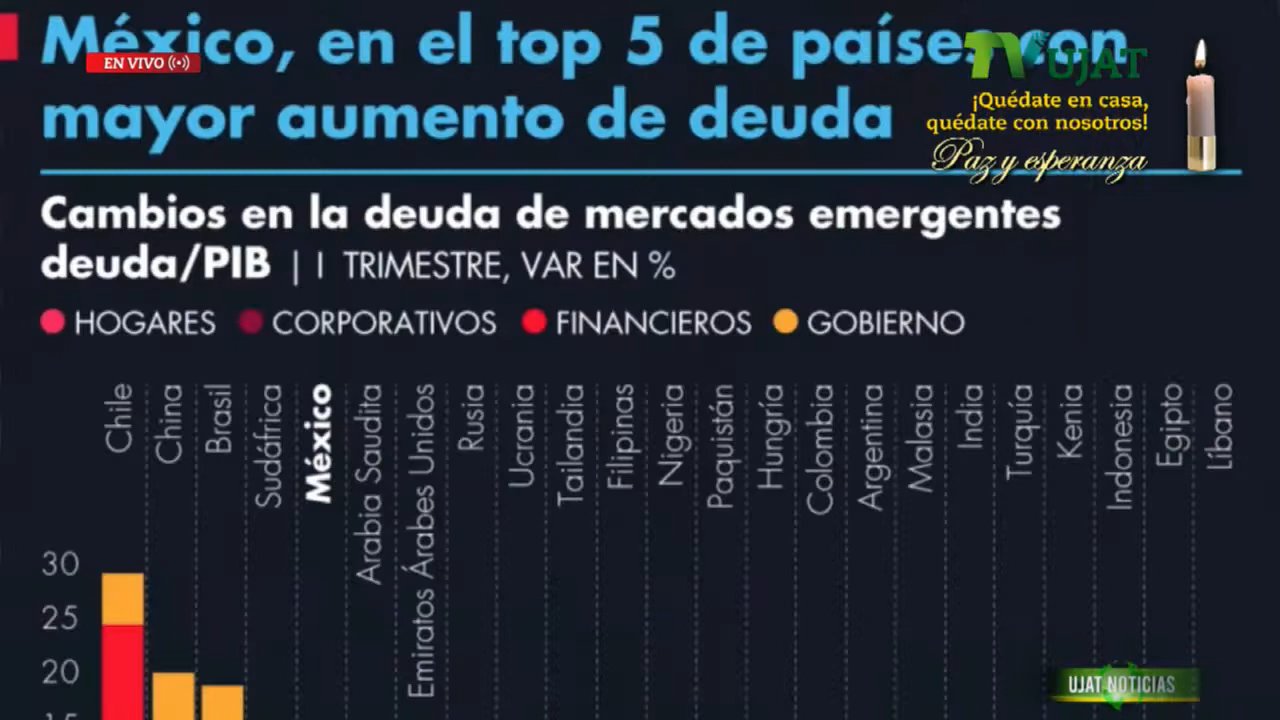 México, en el top 5 de países con
mayor aumento de deuda
EN VIVO
TV UJAT
¡Quédate en casa,
quédate con nosotros!
Paz y esperanza
Cambios en la deuda de mercados emergentes
deuda/PIB | I TRIMESTRE, VAR EN %
HOGARES CORPORATIVOS FINANCIEROS GOBIERNO
Chile
China
Brasil
Sudáfrica
México
Arabia Saudita
Emiratos Árabes Unidos
Rusia
Ucrania
Tailandia
Filipinas
Nigeria
Paquistán
Hungría
Colombia
Argentina
Malasia
India
Turquía
Kenia
Indonesia
Egipto
Líbano
30
25
20
15
UJAT NOTICIAS